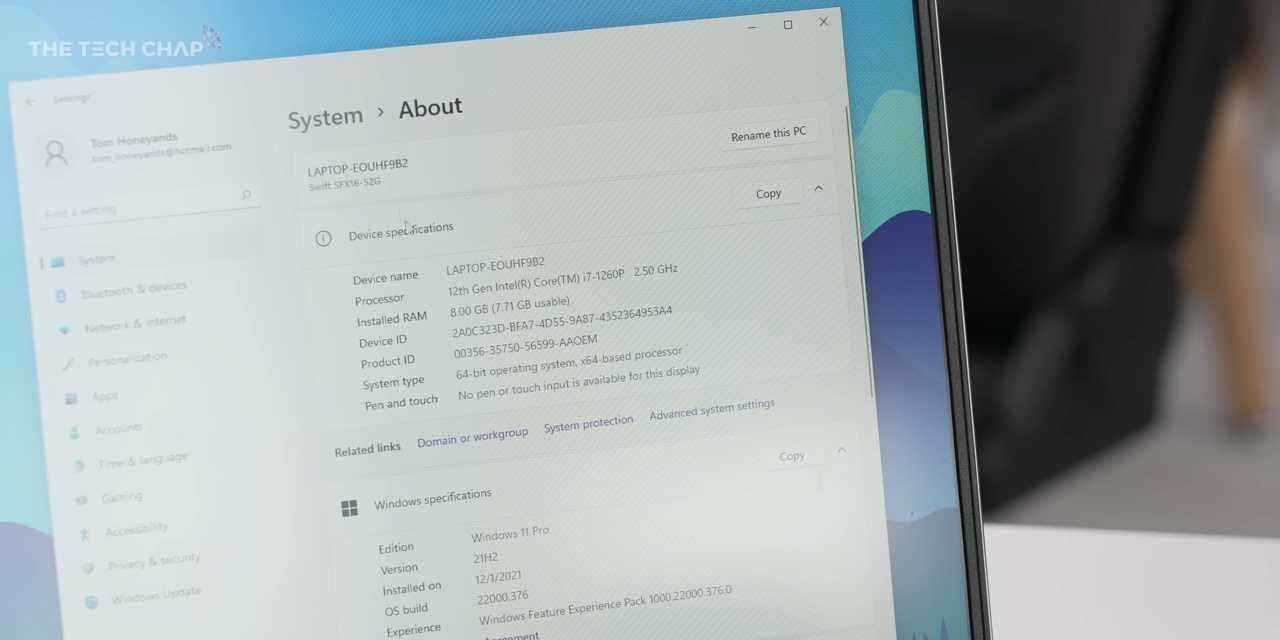 THE TECH CHAP
Settings
Tom Honeyands
tom_honeyands@hotmail.com
Find a setting
System
Bluetooth & devices
Network & internet
Personalization
Apps
Accounts
Time & language
Gaming
Accessibility
Privacy & security
Windows Update
System > About
LAPTOP-EOUHF9B2
Swift SFX16-52G
Rename this PC
Device specifications
Copy
Device name LAPTOP-EOUHF9B2
Processor 12th Gen Intel(R) Core(TM) i7-1260P 2.50 GHz
Installed RAM 8.00 GB (7.71 GB usable)
Device ID 2A0C323D-BFA7-4D55-9A87-4352364953A4
Product ID 00356-35750-56599-AAOEM
System type 64-bit operating system, x64-based processor
Pen and touch No pen or touch input is available for this display
Related links Domain or workgroup System protection Advanced system settings
Windows specifications
Copy
Edition Windows 11 Pro
Version 21H2
Installed on 12/1/2021
OS build 22000.376
Experience Windows Feature Experience Pack 1000.22000.376.0
Agreement